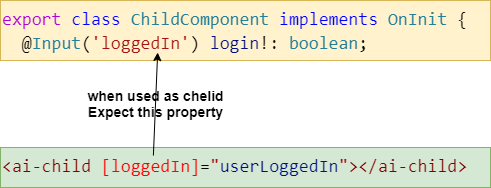 export class ChildComponent implements OnInit {
@Input('loggedIn') login!: boolean;
when used as chelid
Expect this property
<ai-child [loggedIn]="userLoggedIn"></ai-child>